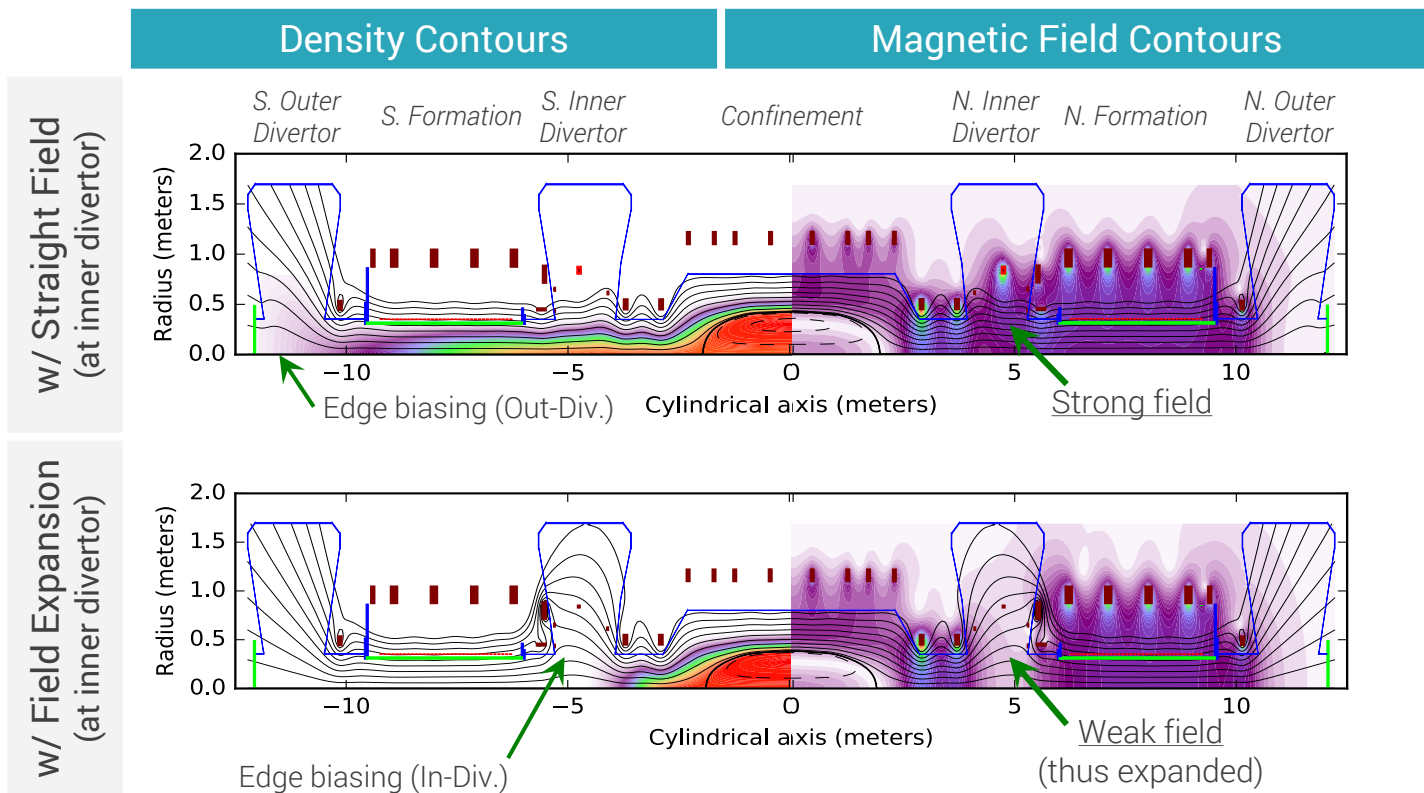 Density Contours
Magnetic Field Contours
w/ Straight Field
(at inner divertor)
S. Outer
Divertor
S. Formation
S. Inner
Divertor
Confinement
N. Inner
Divertor
N. Formation
N. Outer
Divertor
Radius (meters)
2.0
1.5
1.0
0.5
0.0
−10
−5
0
5
10
Cylindrical axis (meters)
Edge biasing (Out-Div.)
Strong field
w/ Field Expansion
(at inner divertor)
Radius (meters)
2.0
1.5
1.0
0.5
0.0
−10
−5
0
5
10
Cylindrical axis (meters)
Edge biasing (In-Div.)
Weak field
(thus expanded)